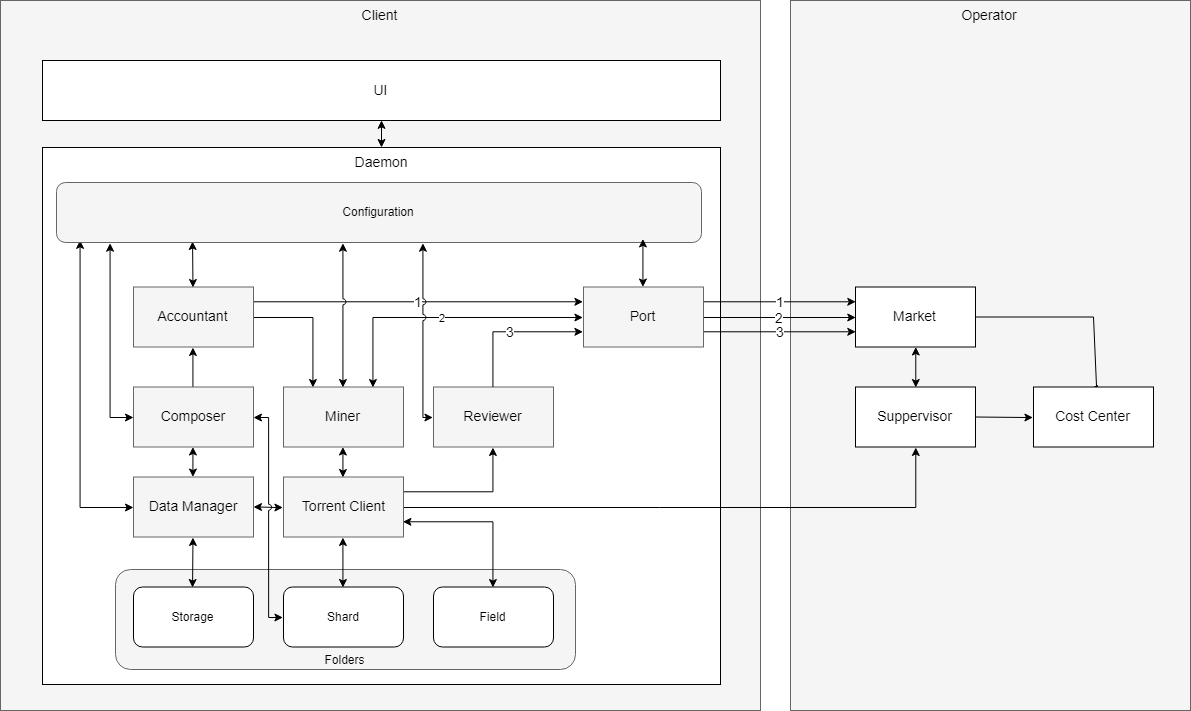 Client
Operator
UI
Daemon
Configuration
1
1
Accountant
Port
Market
2
2
3
3
Composer
Miner
Reviewer
Suppervisor
Cost Center
Data Manager
Torrent Client
Storage
Shard
Field
Folders